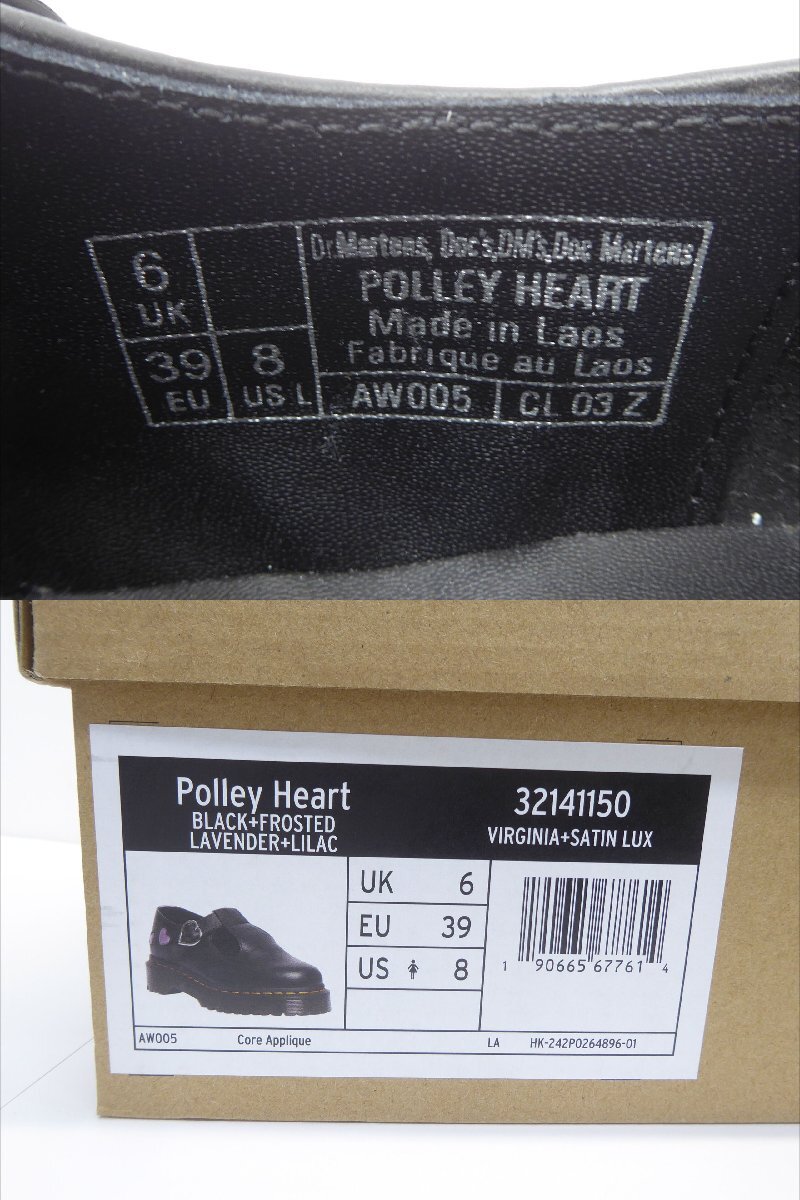 6
UK
39
EU
8
US L
Dr.Martens, Doc's,DM's,Doc Martens
POLLEY HEART
Made in Laos
Fabrique au Laos
AW005
CL 03 Z
Polley Heart
BLACK+FROSTED
LAVENDER+LILAC
32141150
VIRGINIA+SATIN LUX
UK 6
EU 39
US 8
1 90665 67761 4
AW005 Core Applique LA HK-242P0264896-01